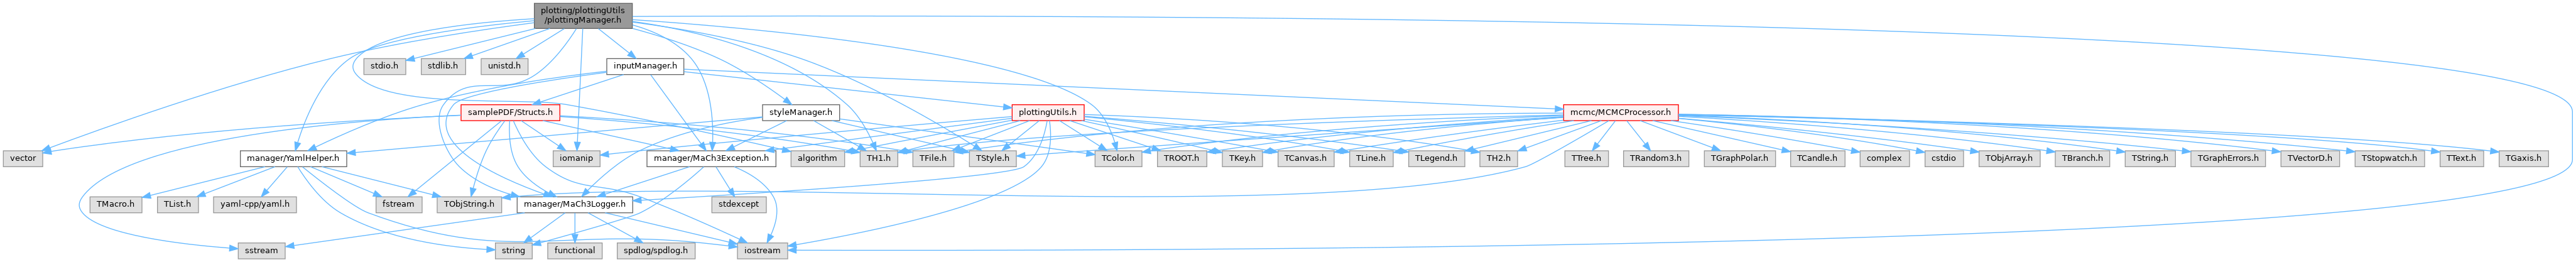 plotting/plottingUtils
/plottingManager.h
stdio.h
stdlib.h
unistd.h
inputManager.h
samplePDF/Structs.h
styleManager.h
plottingUtils.h
mcmc/MCMCProcessor.h
vector
manager/YamlHelper.h
iomanip
manager/MaCh3Exception.h
algorithm
TH1.h
TFile.h
TStyle.h
TColor.h
TROOT.h
TKey.h
TCanvas.h
TLine.h
TLegend.h
TH2.h
TTree.h
TRandom3.h
TGraphPolar.h
TCandle.h
complex
cstdio
TObjArray.h
TBranch.h
TString.h
TGraphErrors.h
TVectorD.h
TStopwatch.h
TText.h
TGaxis.h
TMacro.h
TList.h
yaml-cpp/yaml.h
fstream
TObjString.h
manager/MaCh3Logger.h
stdexcept
sstream
string
functional
spdlog/spdlog.h
iostream